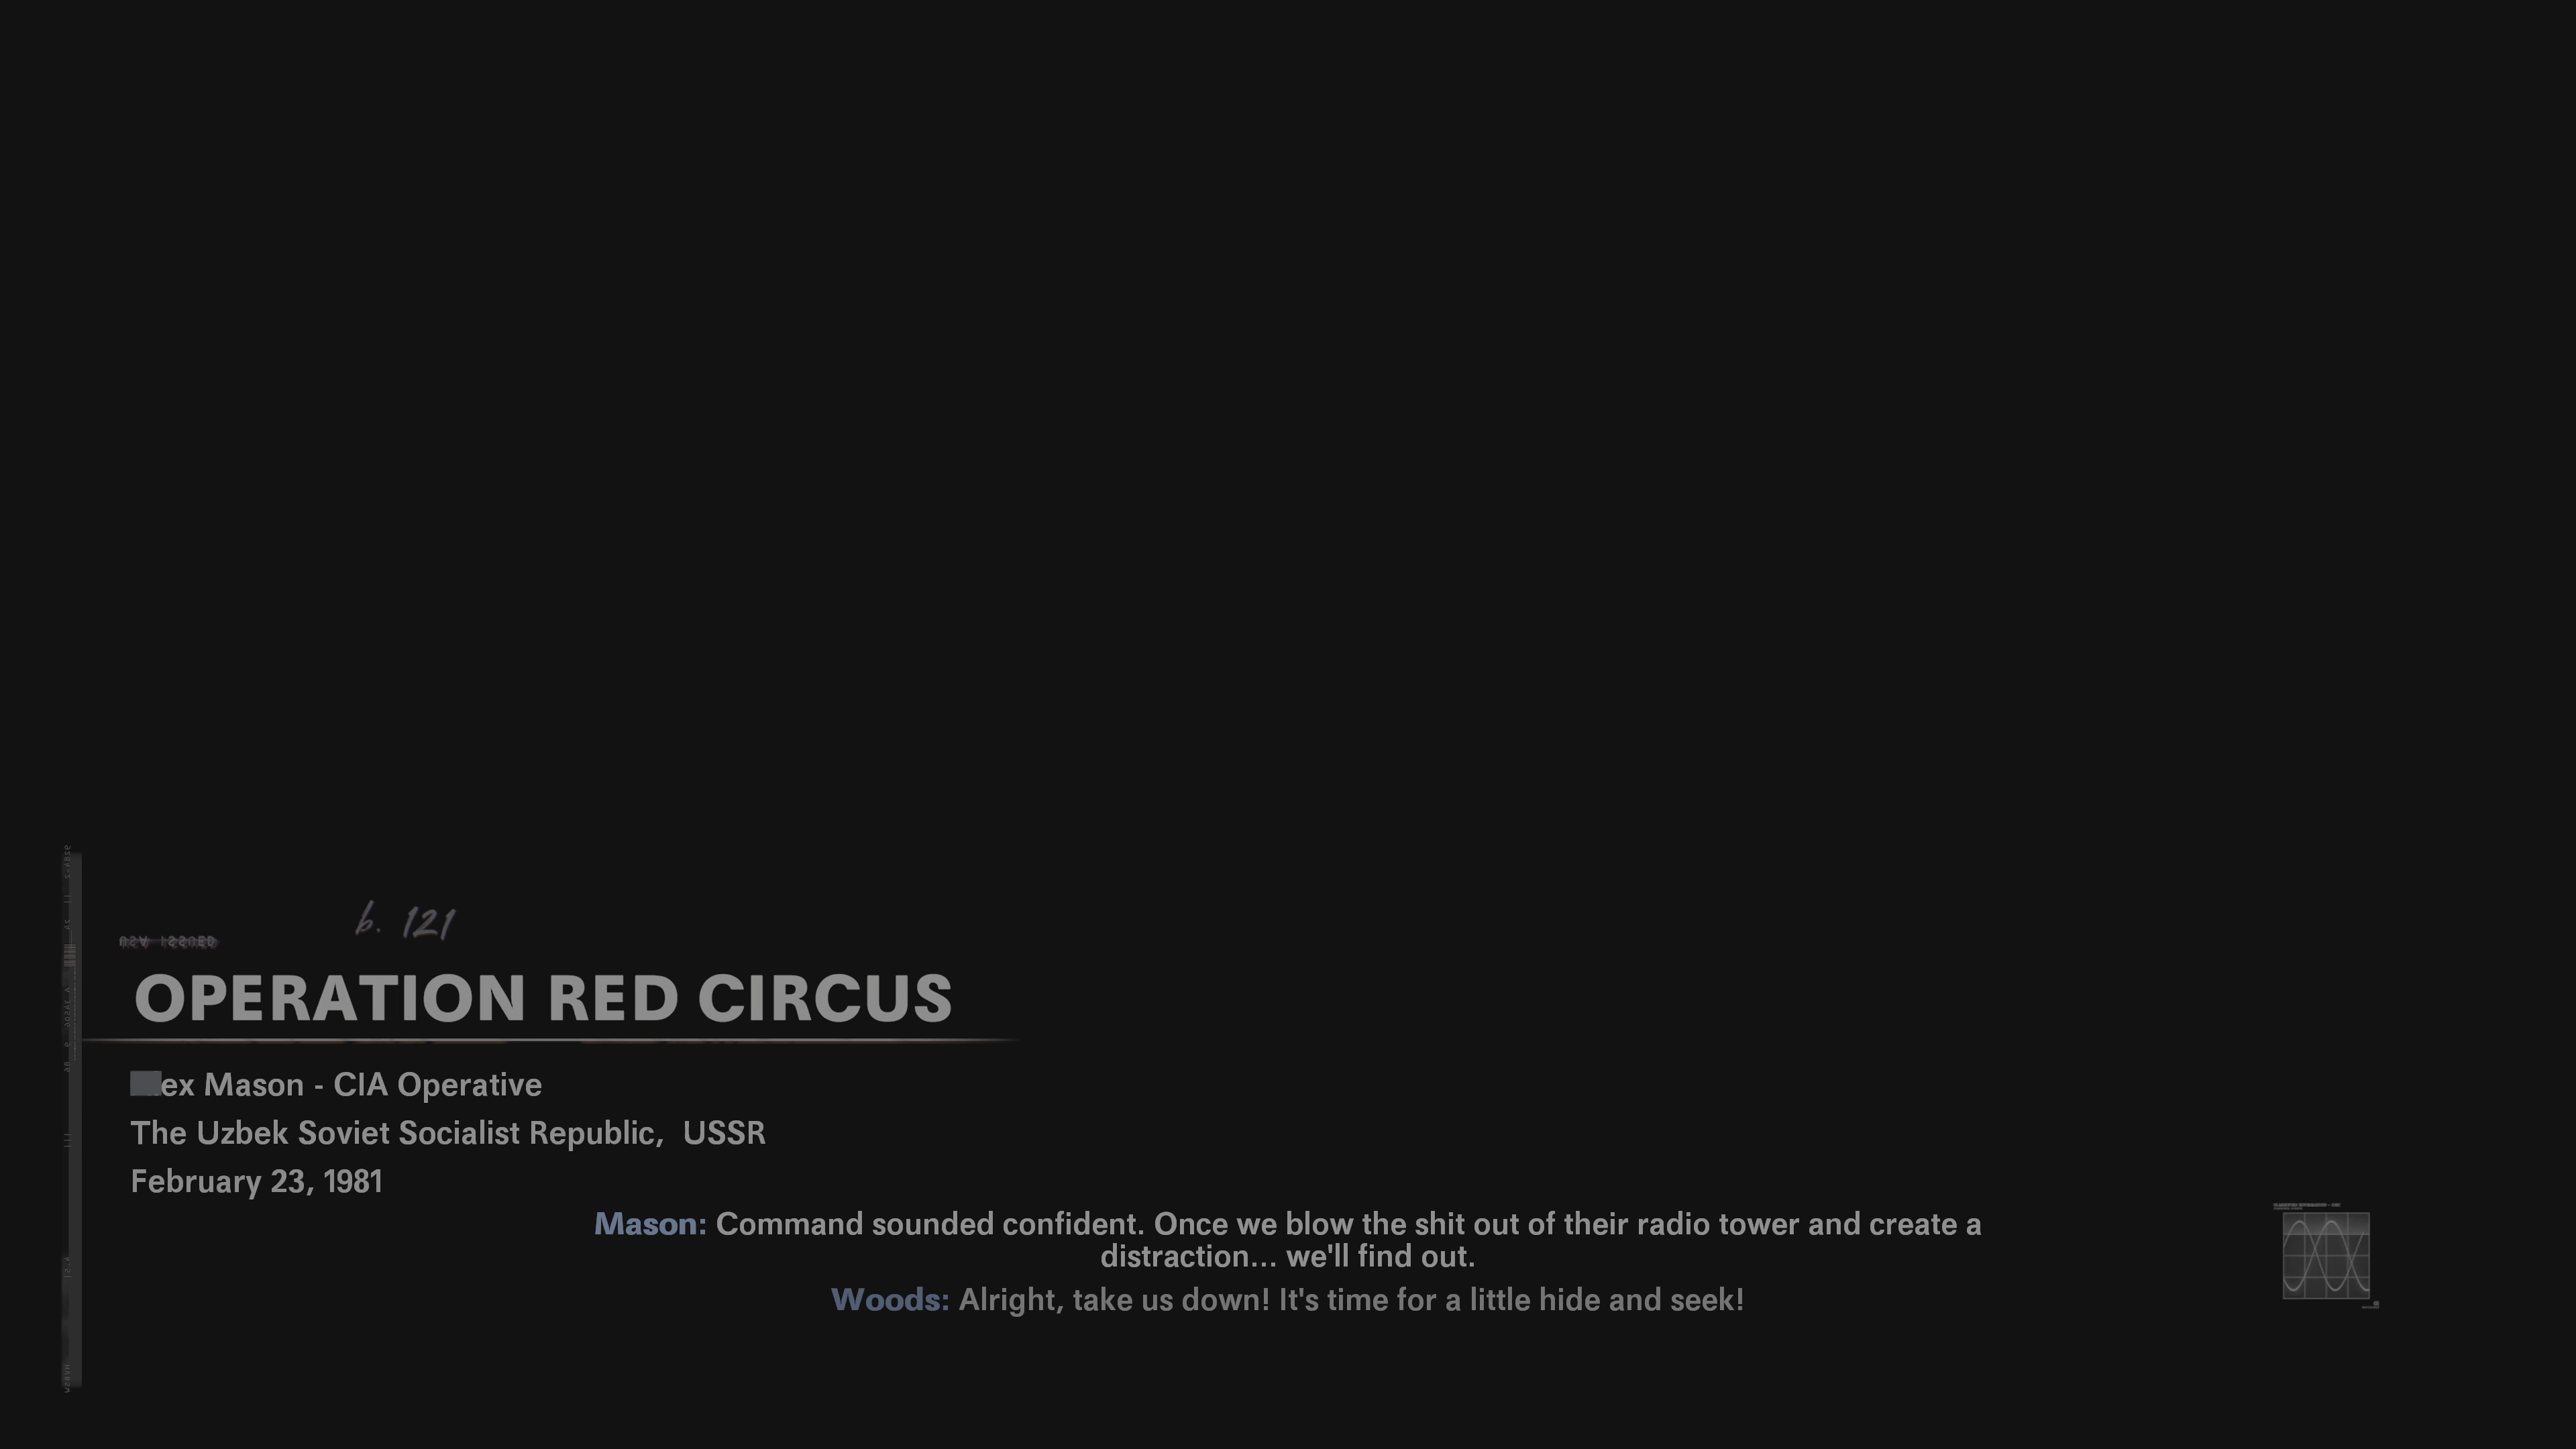 b. 121
OPERATION RED CIRCUS
ex Mason - CIA Operative
The Uzbek Soviet Socialist Republic, USSR
February 23, 1981
Mason: Command sounded confident. Once we blow the shit out of their radio tower and create a
distraction... we'll find out.
Woods: Alright, take us down! It's time for a little hide and seek!